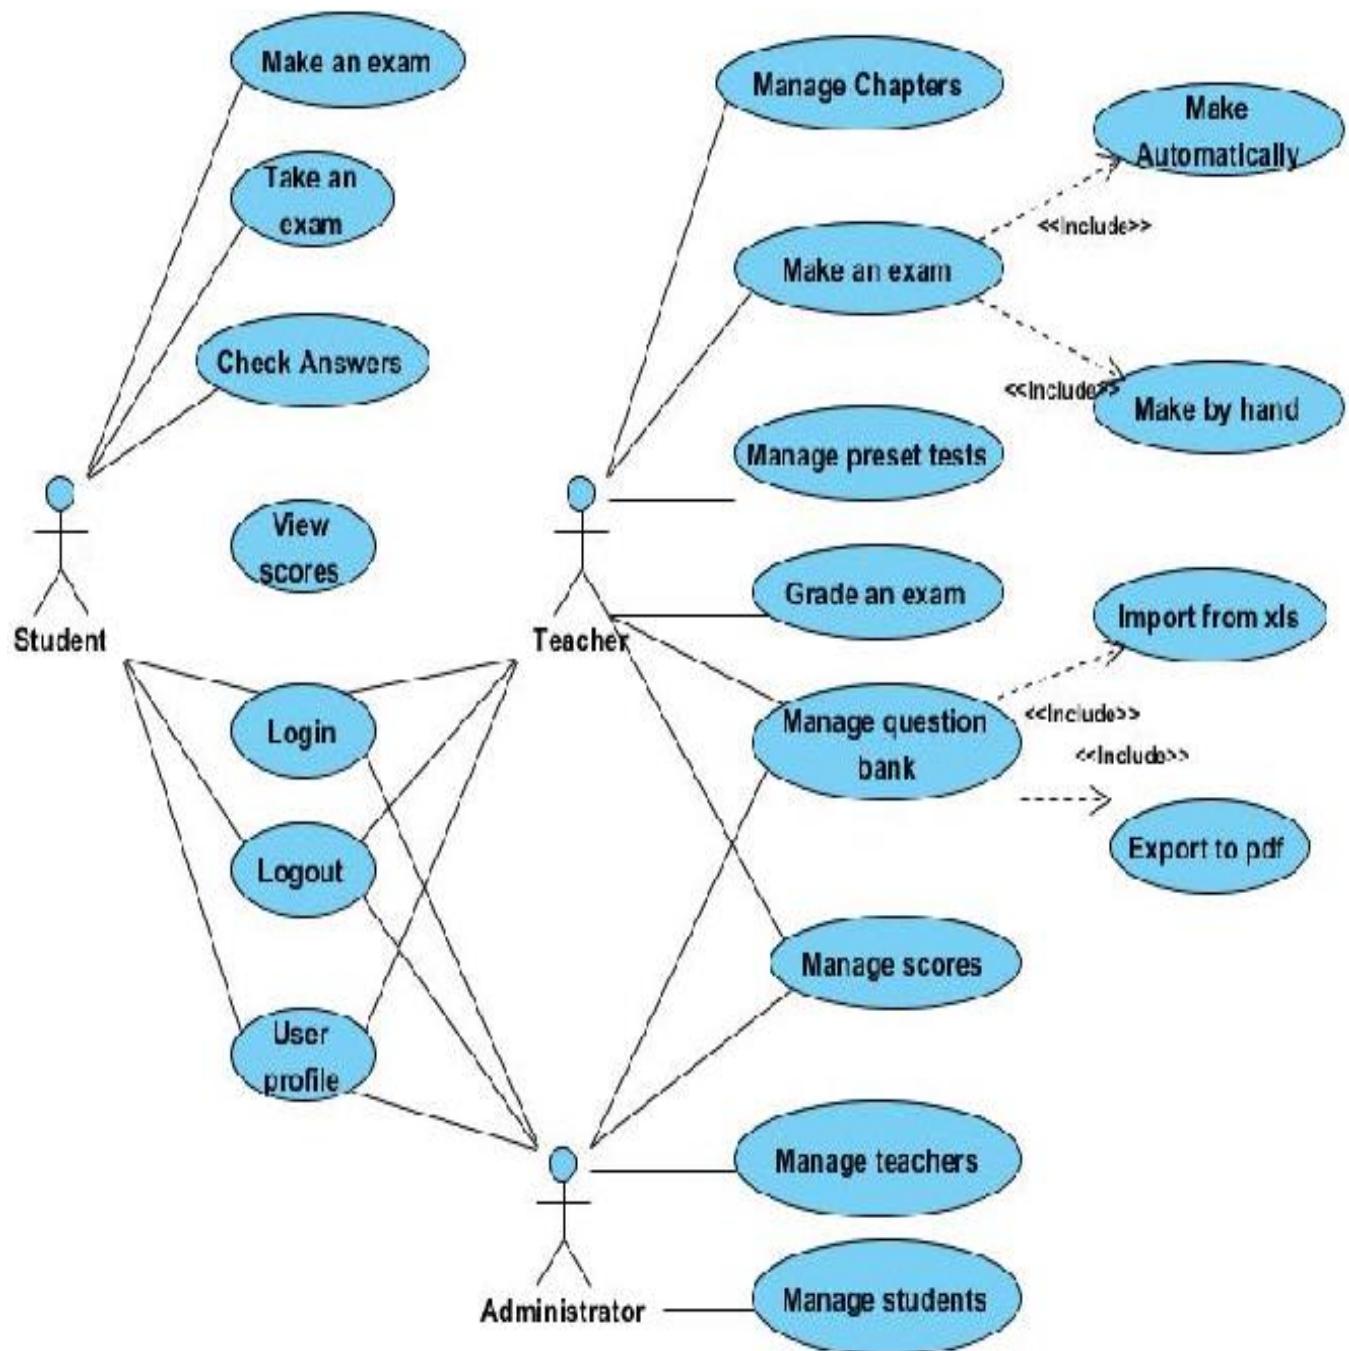 Make an exam
Take an
exam
Check Answers
View
scores
Student
Login
Logout
User
profile
Manage Chapters
Make
Automatically
<<Include>>
Make an exam
<<Include>>
Make by hand
Manage preset tests
Grade an exam
Teacher
Import from xls
Manage question
bank
<<Include>>
<<Include>>
Export to pdf
Manage scores
Manage teachers
Administrator
Manage students